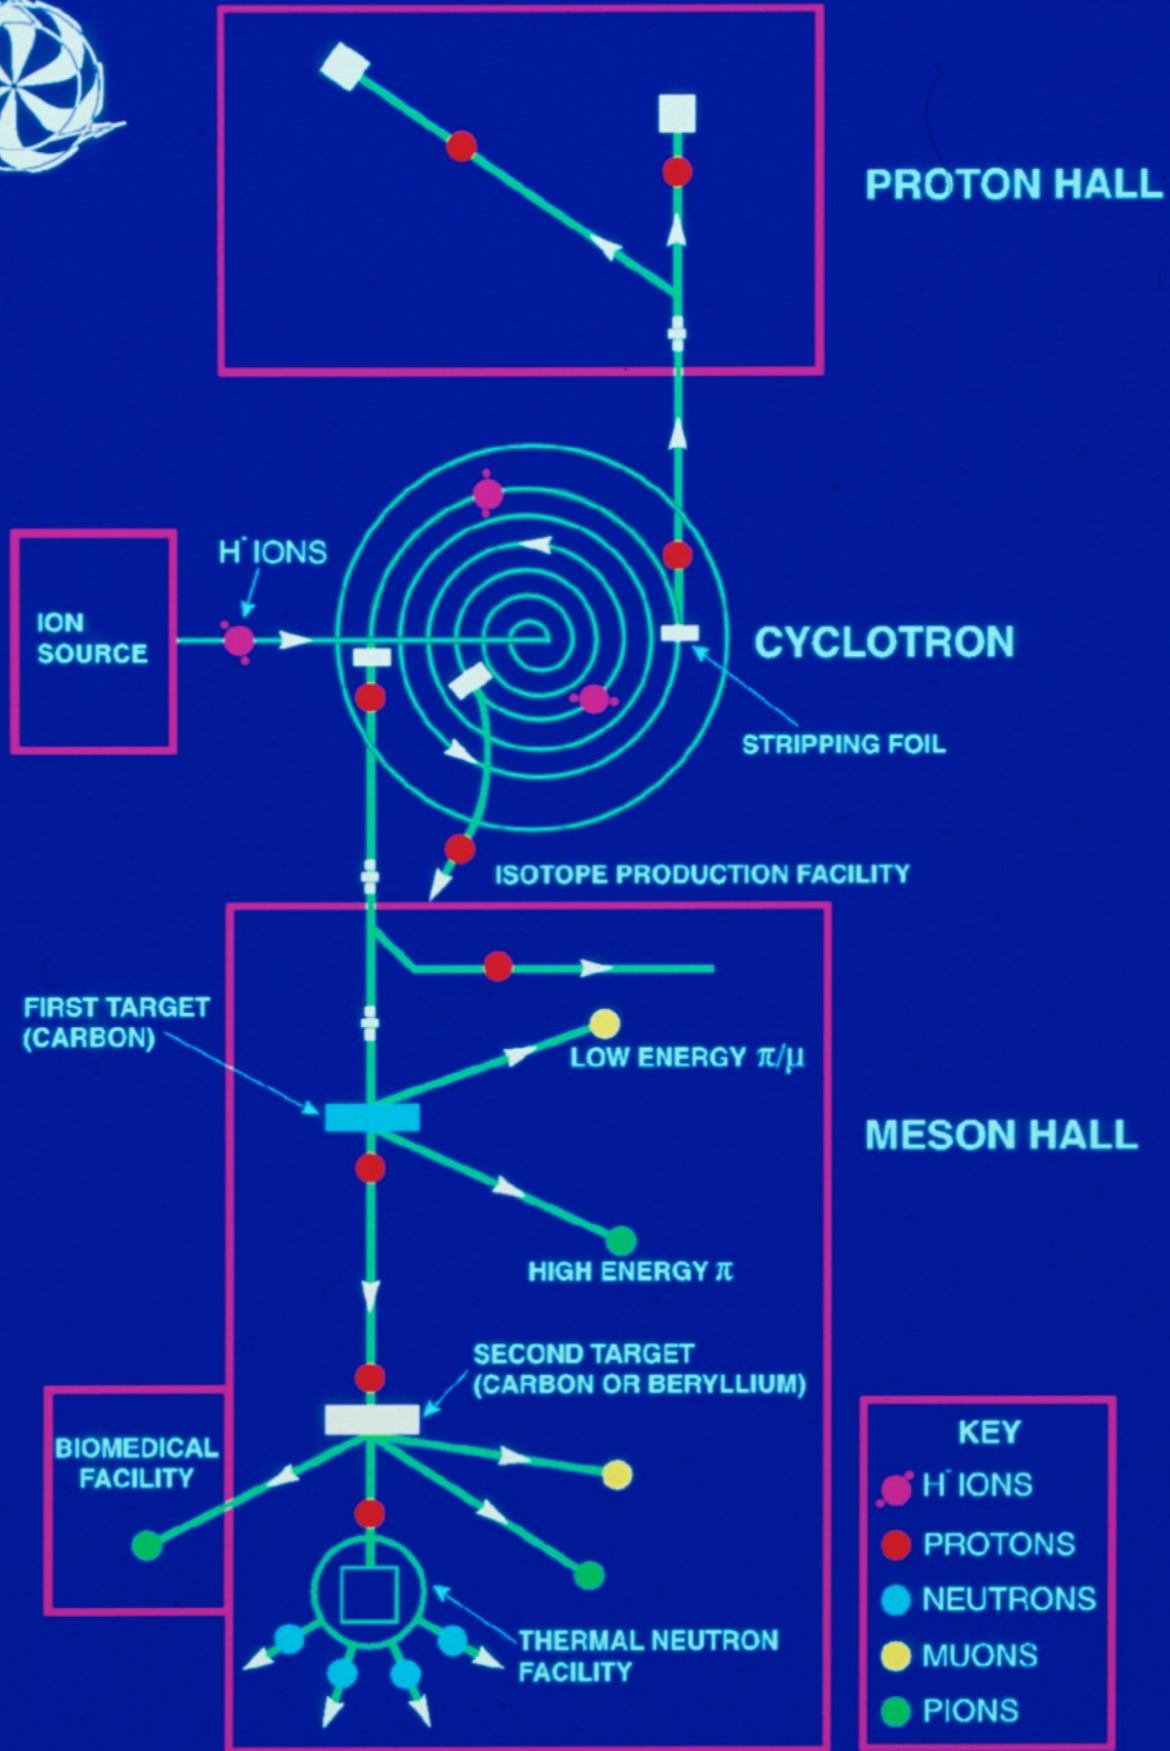 PROTON HALL
H⁻ IONS
ION
SOURCE
CYCLOTRON
STRIPPING FOIL
ISOTOPE PRODUCTION FACILITY
FIRST TARGET
(CARBON)
LOW ENERGY π/μ
MESON HALL
HIGH ENERGY π
SECOND TARGET
(CARBON OR BERYLLIUM)
BIOMEDICAL
FACILITY
THERMAL NEUTRON
FACILITY
KEY
H⁻ IONS
PROTONS
NEUTRONS
MUONS
PIONS